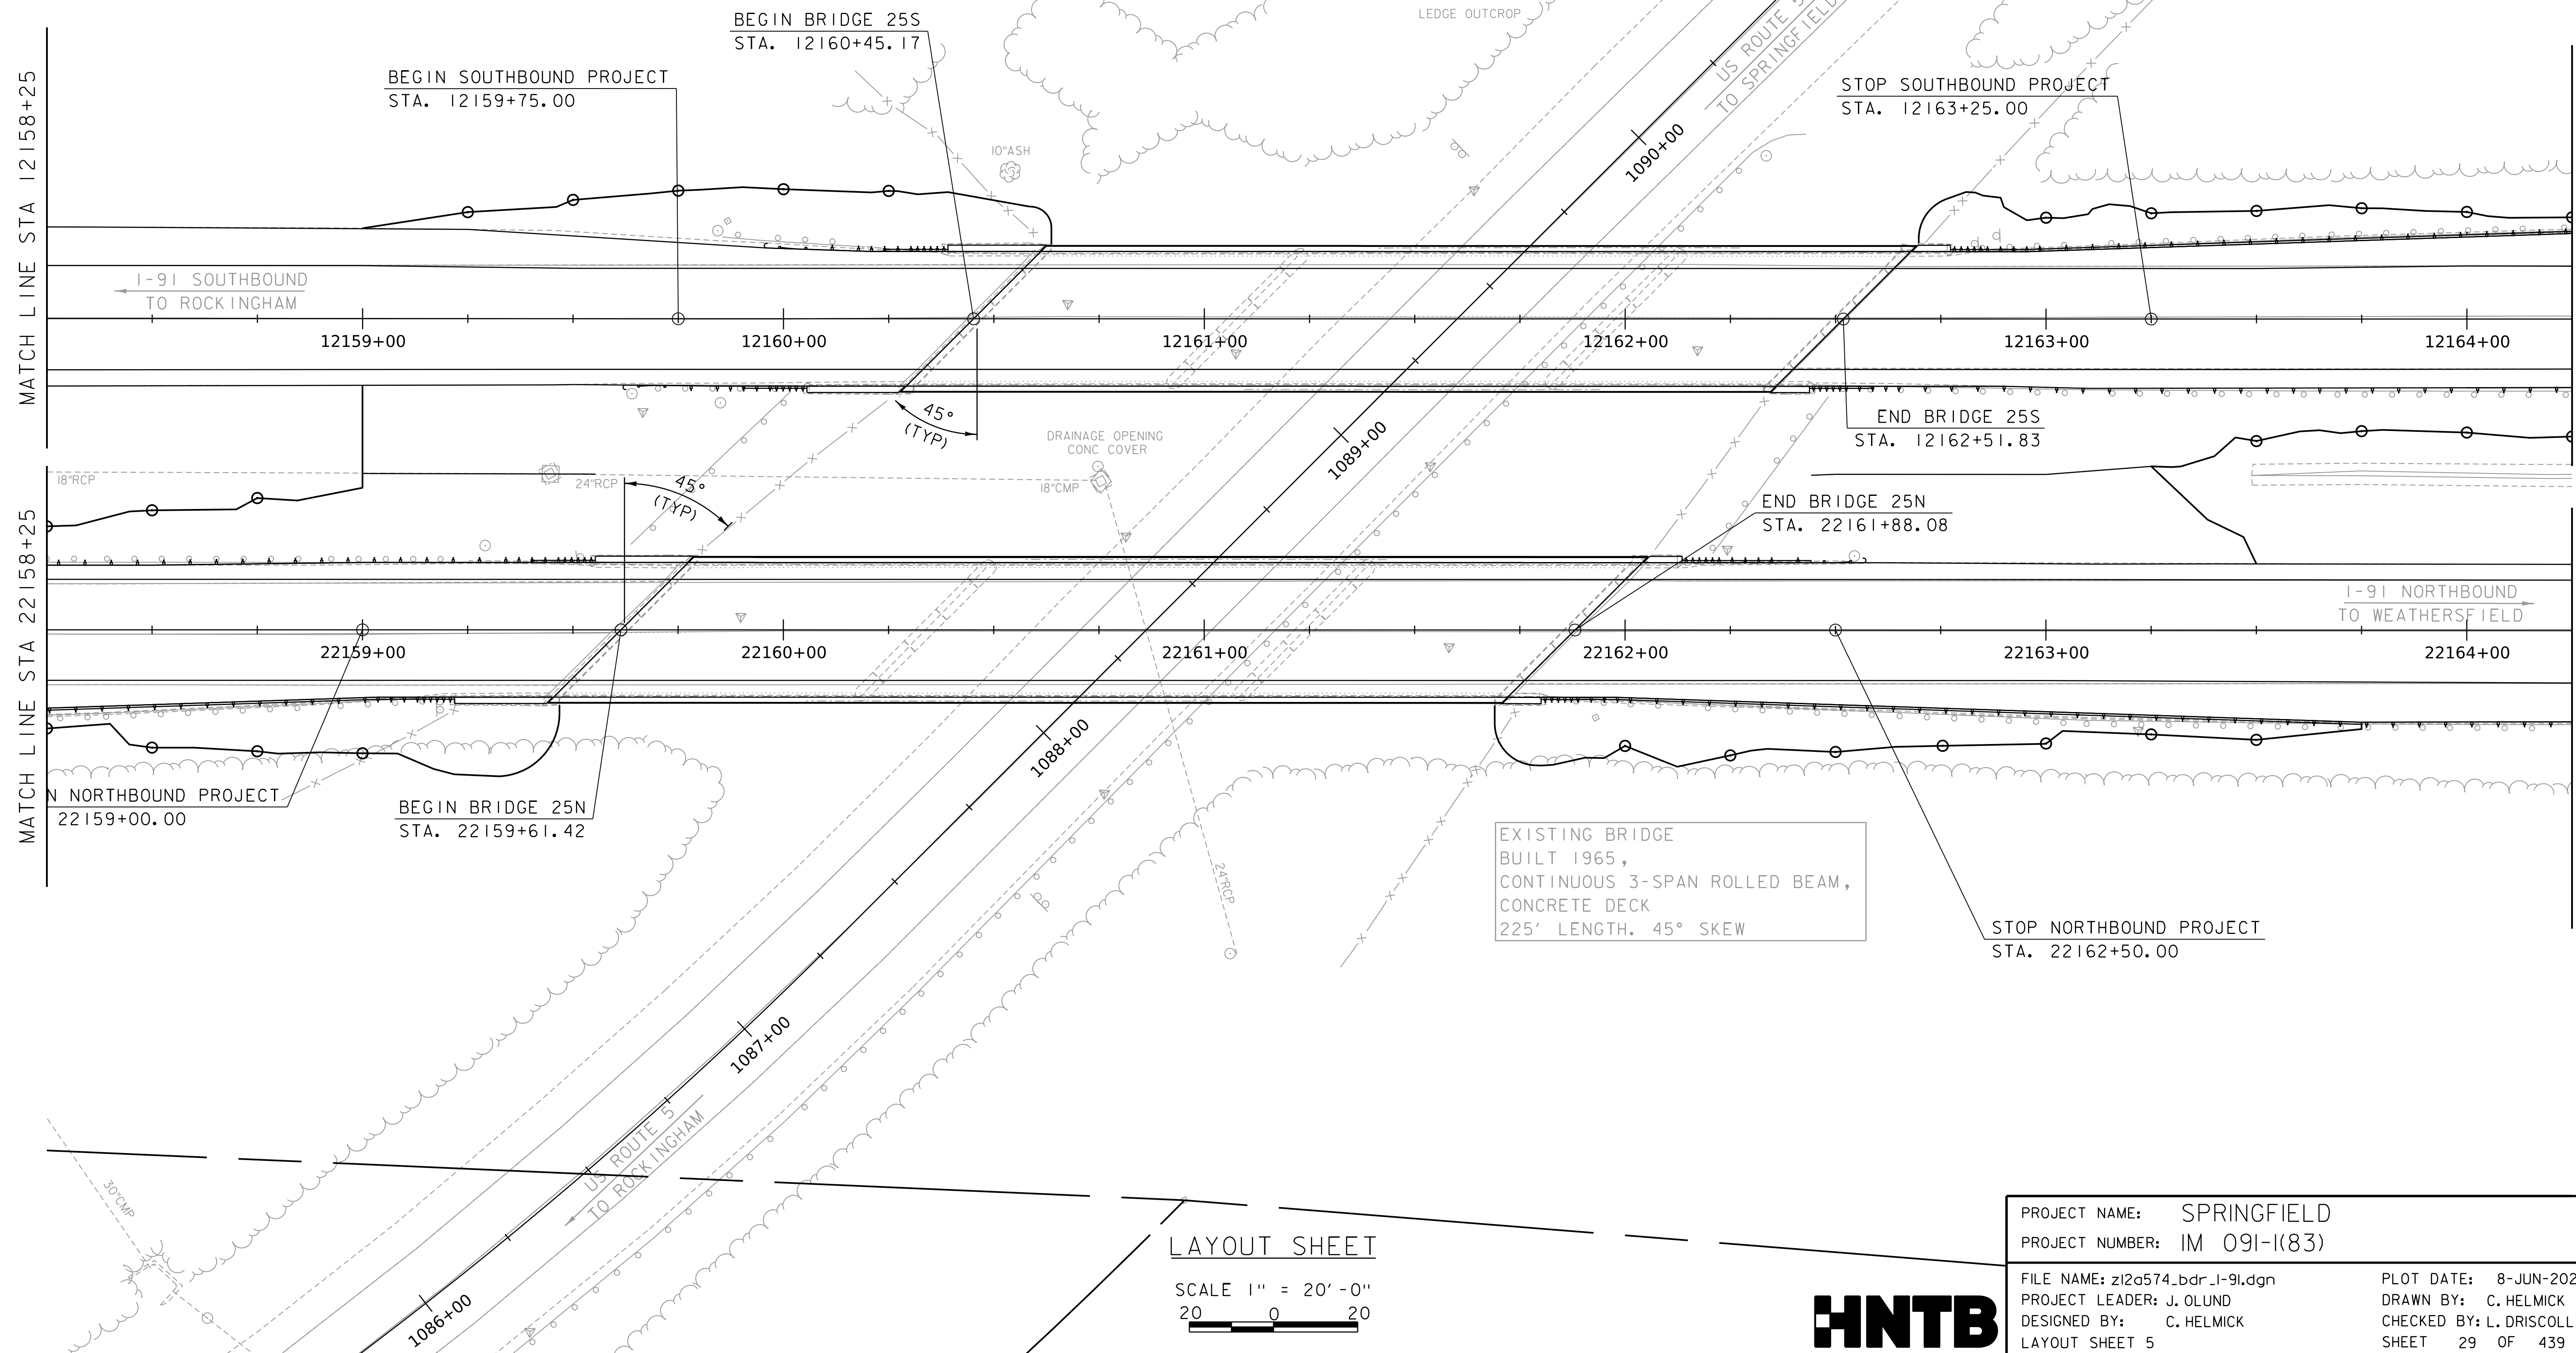 BEGIN BRIDGE 25S
STA. 12160+45.17
LEDGE OUTCROP
US ROUTE 5
TO SPRINGFIELD
BEGIN SOUTHBOUND PROJECT
STA. 12159+75.00
STOP SOUTHBOUND PROJECT
STA. 12163+25.00
MATCH LINE STA 12158+25
10"ASH
1090+00
I-91 SOUTHBOUND
TO ROCKINGHAM
12159+00
12160+00
12161+00
12162+00
12163+00
12164+00
45°
(TYP)
END BRIDGE 25S
STA. 12162+51.83
DRAINAGE OPENING
CONC COVER
1089+00
18"RCP
24"RCP
18"CMP
45°
(TYP)
END BRIDGE 25N
STA. 22161+88.08
MATCH LINE STA 22158+25
I-91 NORTHBOUND
TO WEATHERSFIELD
22159+00
22160+00
22161+00
22162+00
22163+00
22164+00
1088+00
N NORTHBOUND PROJECT
22159+00.00
BEGIN BRIDGE 25N
STA. 22159+61.42
EXISTING BRIDGE
BUILT 1965,
CONTINUOUS 3-SPAN ROLLED BEAM,
CONCRETE DECK
225' LENGTH. 45° SKEW
24"RCP
STOP NORTHBOUND PROJECT
STA. 22162+50.00
1087+00
US ROUTE 5
TO ROCKINGHAM
30"CMP
1086+00
LAYOUT SHEET
SCALE 1" = 20'-0"
20 0 20
HNTB
PROJECT NAME: SPRINGFIELD
PROJECT NUMBER: IM 091-1(83)
FILE NAME: z12a574_bdr_I-91.dgn PLOT DATE: 8-JUN-202
PROJECT LEADER: J. OLUND DRAWN BY: C. HELMICK
DESIGNED BY: C. HELMICK CHECKED BY: L. DRISCOLL
LAYOUT SHEET 5 SHEET 29 OF 439